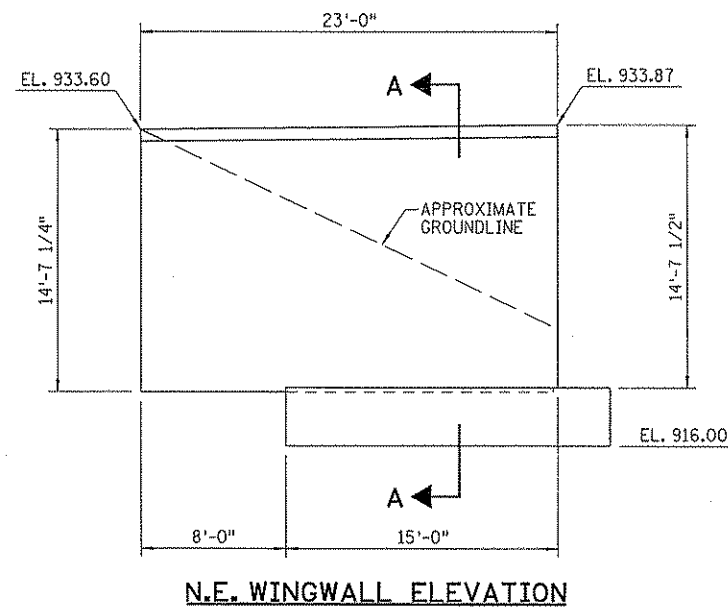 23'-0"
EL. 933.60
EL. 933.87
A
APPROXIMATE
GROUNDLINE
14'-7 1/4"
14'-7 1/2"
EL. 916.00
A
8'-0"
15'-0"
N.E. WINGWALL ELEVATION